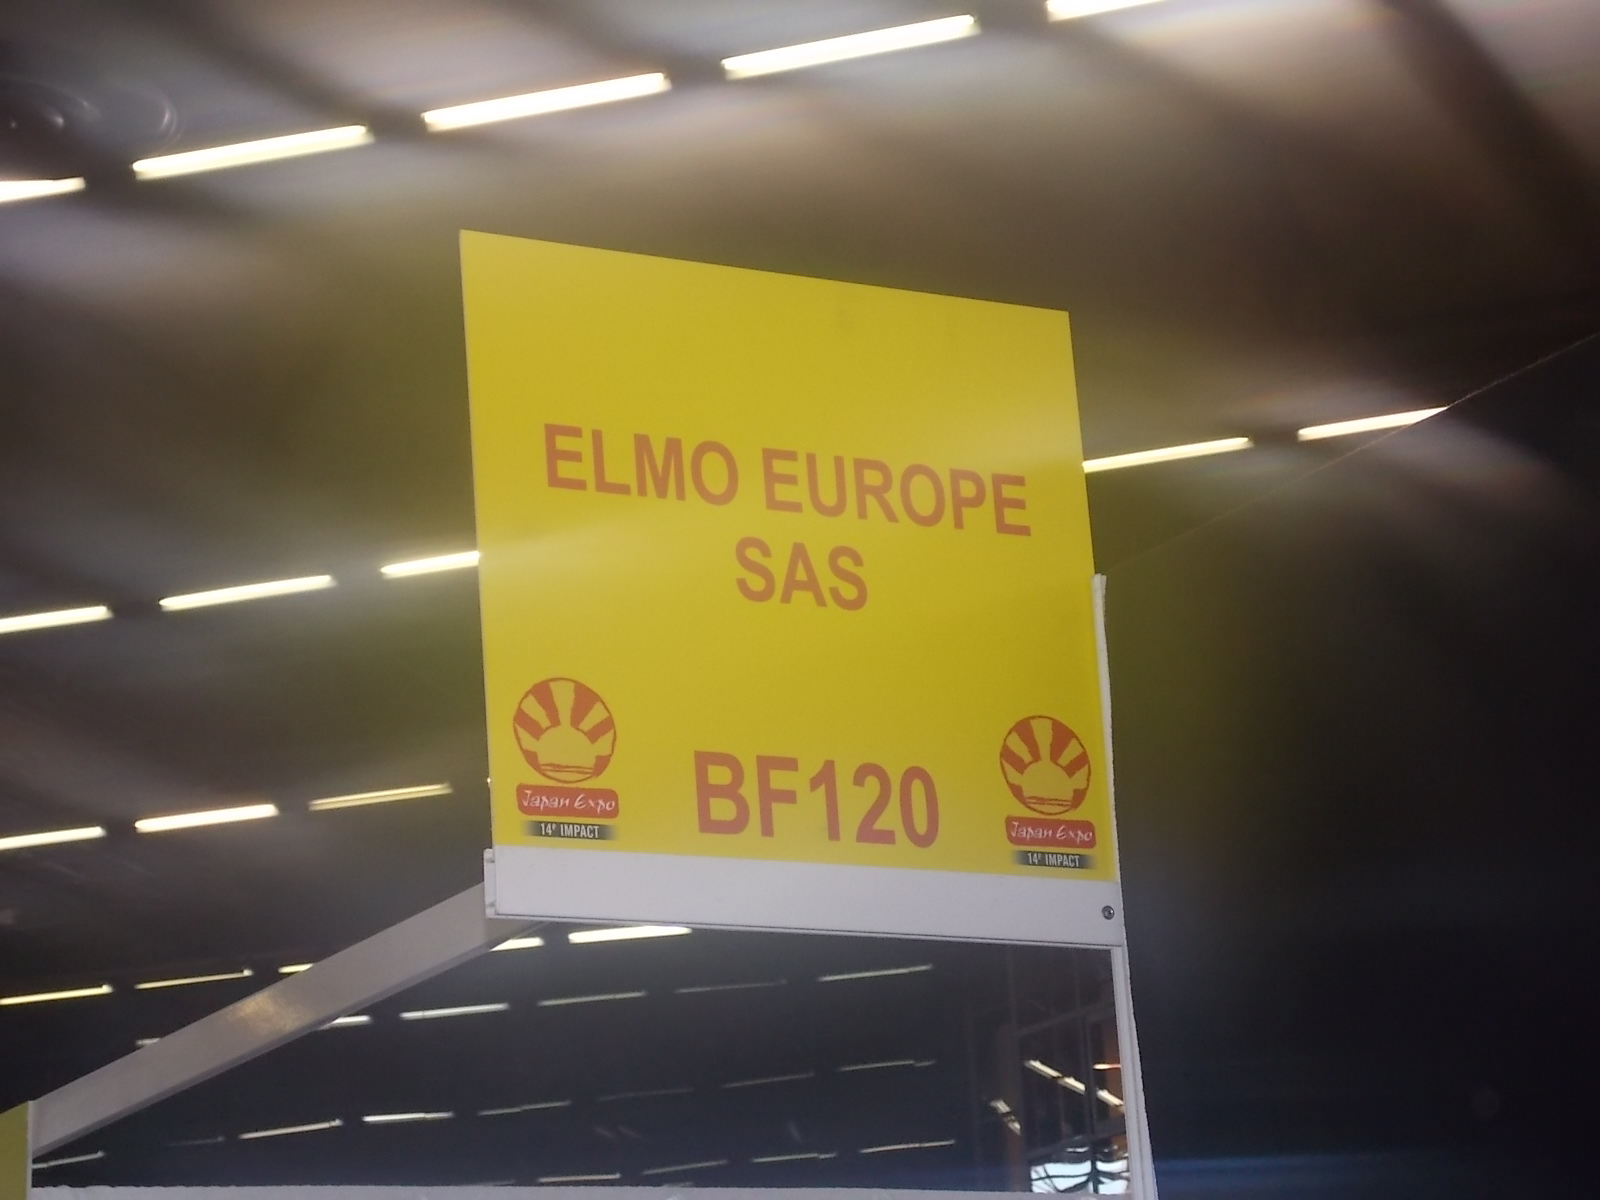 ELMO EUROPE
SAS
BF120
Japan Expo
14e IMPACT
Japan Expo
14e IMPACT